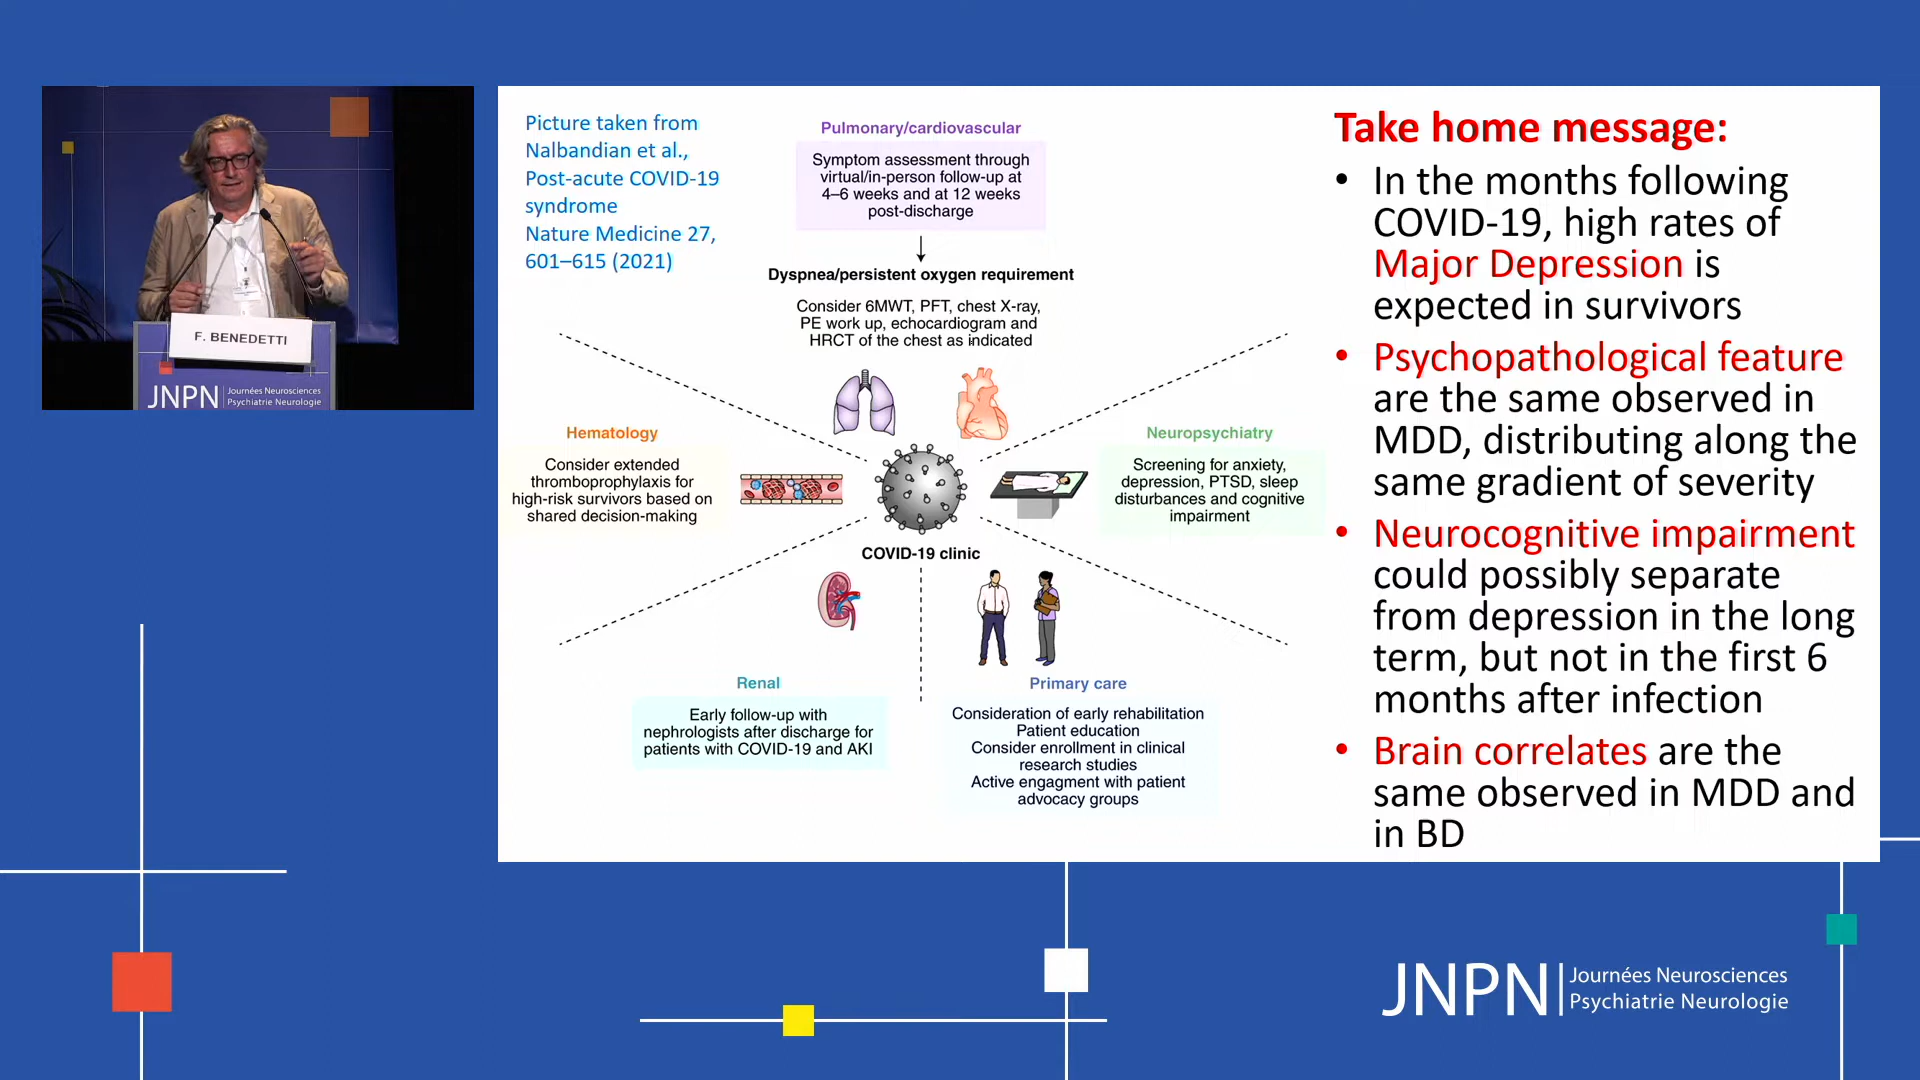 F. BENEDETTI
JNPN
Journées Neurosciences
Psychiatrie Neurologie
Picture taken from
Nalbandian et al.,
Post-acute COVID-19
syndrome
Nature Medicine 27,
601–615 (2021)
Pulmonary/cardiovascular
Symptom assessment through
virtual/in-person follow-up at
4–6 weeks and at 12 weeks
post-discharge
Dyspnea/persistent oxygen requirement
Consider 6MWT, PFT, chest X-ray,
PE work up, echocardiogram and
HRCT of the chest as indicated
Hematology
Consider extended
thromboprophylaxis for
high-risk survivors based on
shared decision-making
Neuropsychiatry
Screening for anxiety,
depression, PTSD, sleep
disturbances and cognitive
impairment
COVID-19 clinic
Renal
Early follow-up with
nephrologists after discharge for
patients with COVID-19 and AKI
Primary care
Consideration of early rehabilitation
Patient education
Consider enrollment in clinical
research studies
Active engagment with patient
advocacy groups
Take home message:
• In the months following
COVID-19, high rates of
Major Depression is
expected in survivors
• Psychopathological feature
are the same observed in
MDD, distributing along the
same gradient of severity
• Neurocognitive impairment
could possibly separate
from depression in the long
term, but not in the first 6
months after infection
• Brain correlates are the
same observed in MDD and
in BD
JNPN
Journées Neurosciences
Psychiatrie Neurologie